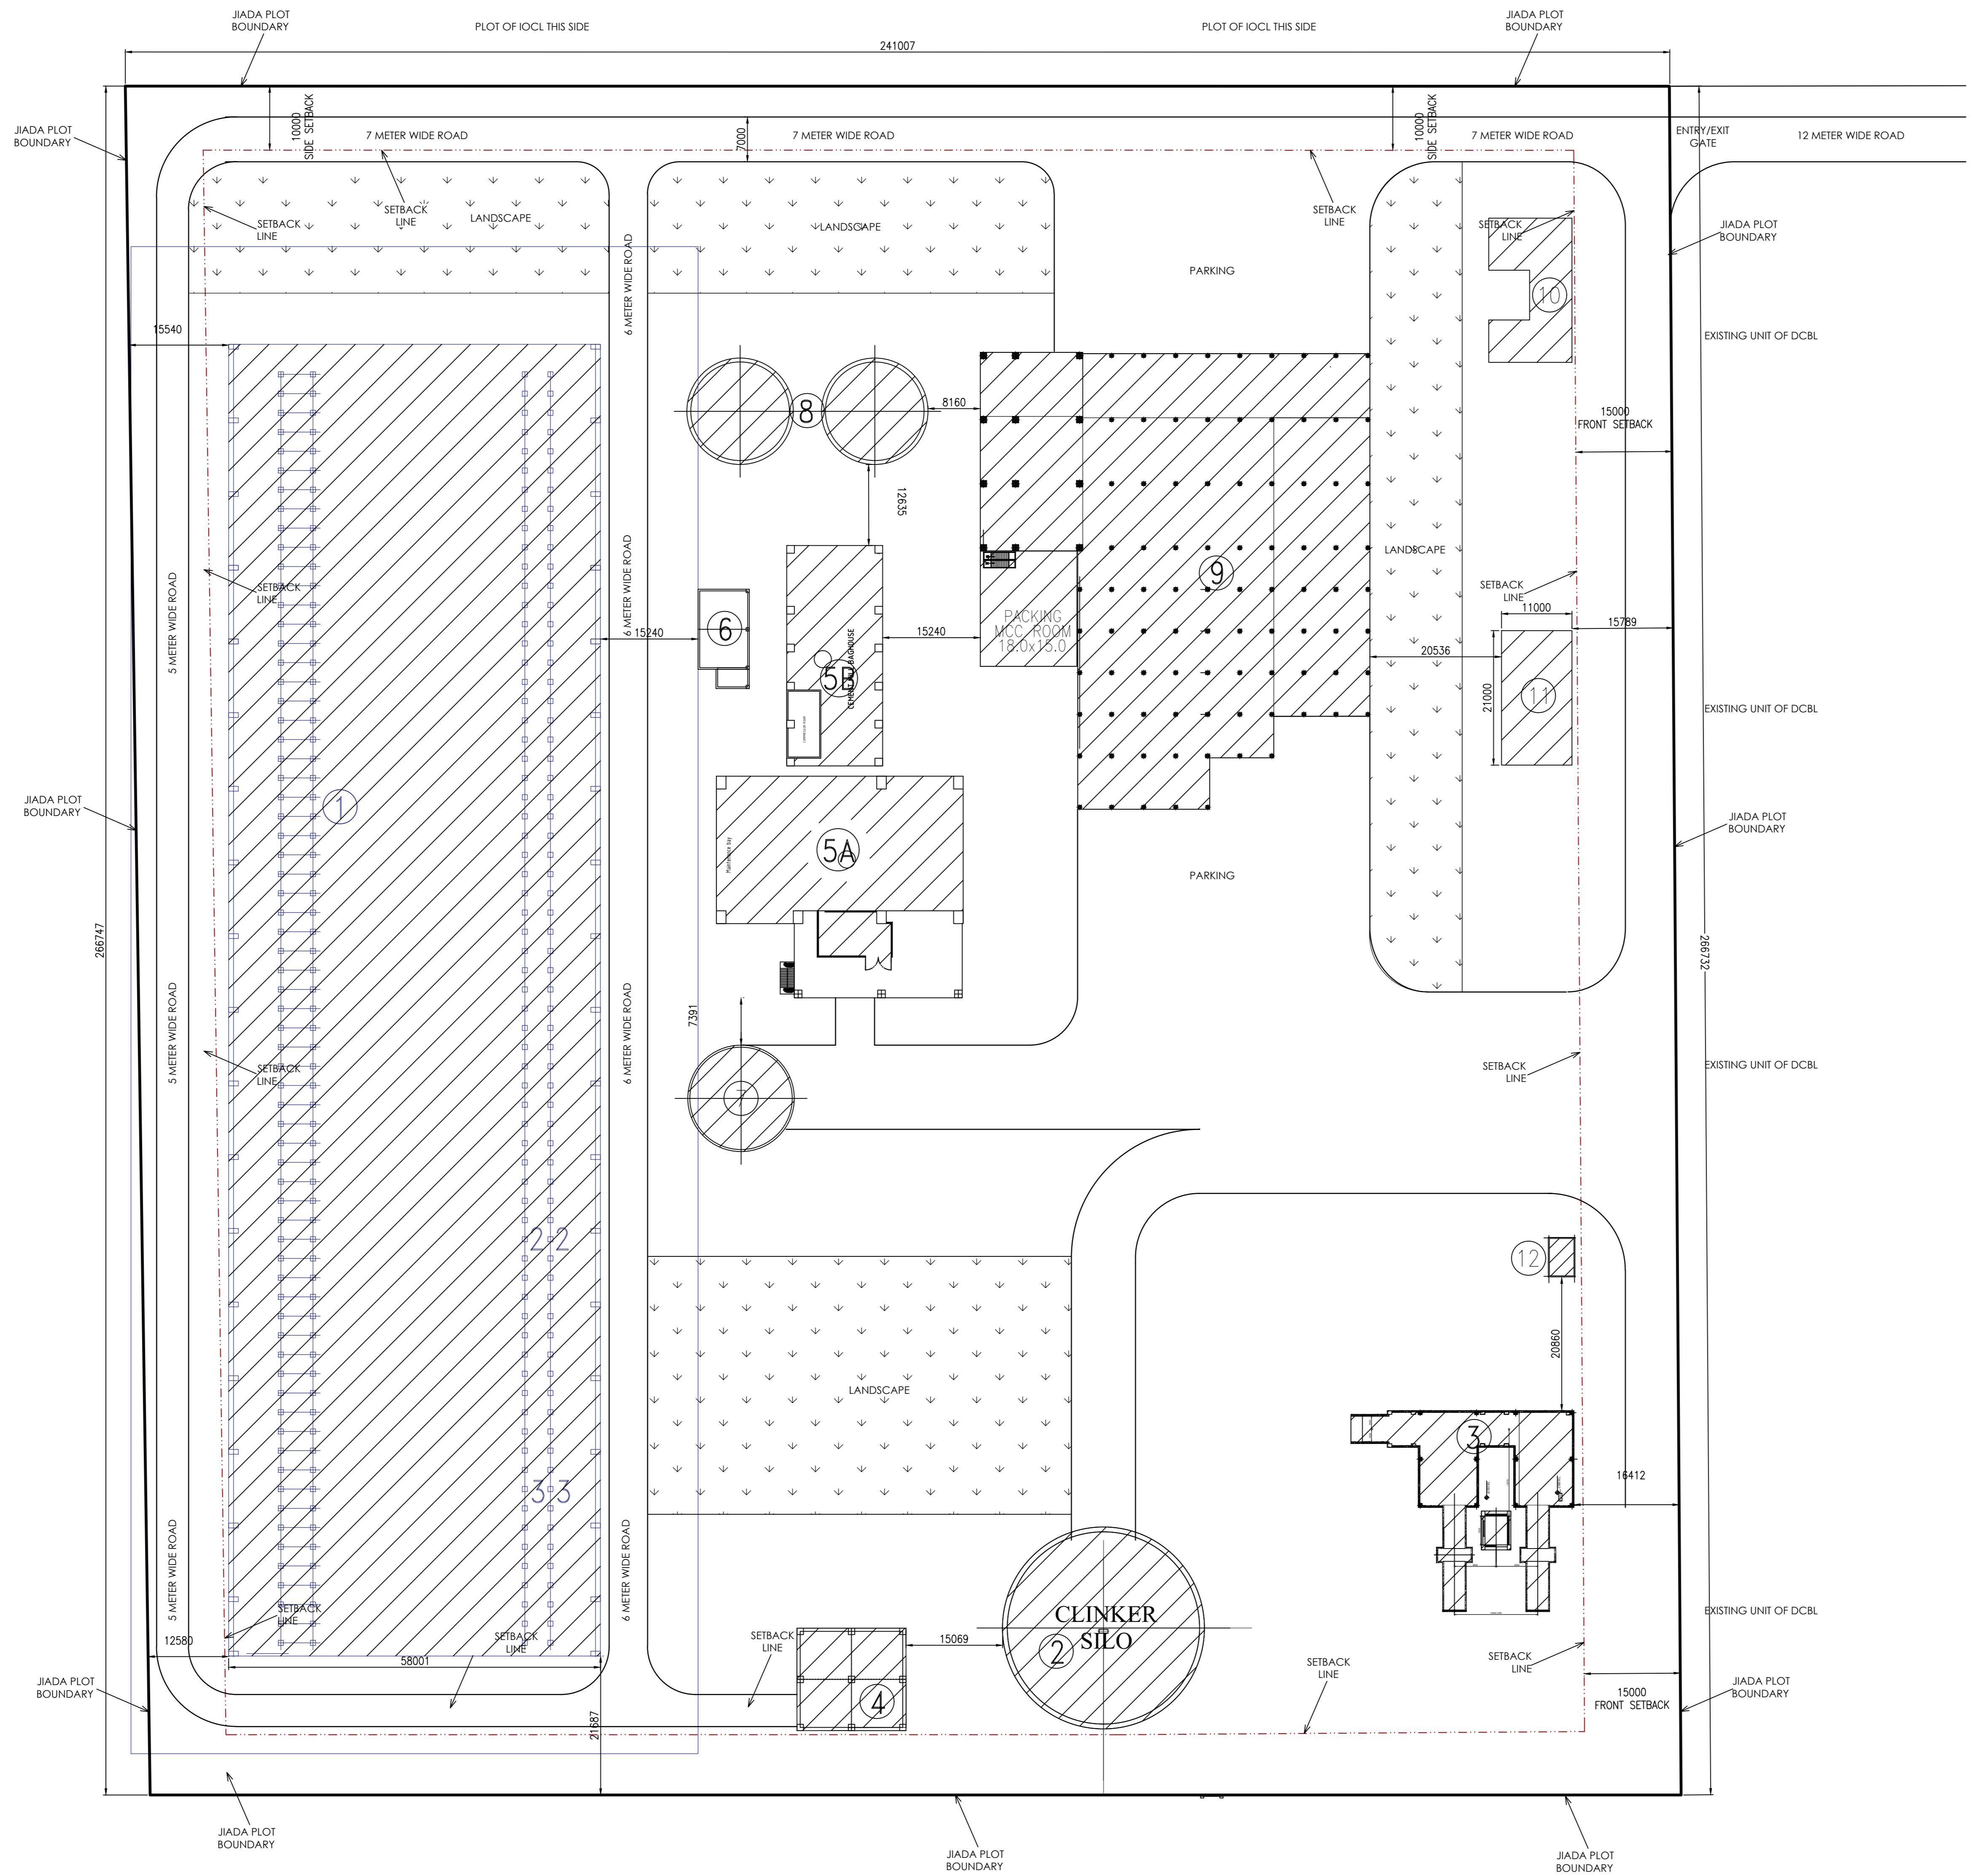 JIADA PLOT
BOUNDARY
PLOT OF IOCL THIS SIDE
PLOT OF IOCL THIS SIDE
JIADA PLOT
BOUNDARY
241007
JIADA PLOT
BOUNDARY
10000
SIDE SETBACK
7 METER WIDE ROAD
7000
7 METER WIDE ROAD
10000
SIDE SETBACK
7 METER WIDE ROAD
ENTRY/EXIT
GATE
12 METER WIDE ROAD
SETBACK
LINE
SETBACK
LINE
LANDSCAPE
LANDSCAPE
SETBACK
LINE
SETBACK
LINE
JIADA PLOT
BOUNDARY
6 METER WIDE ROAD
PARKING
10
15540
EXISTING UNIT OF DCBL
8
8160
15000
FRONT SETBACK
12635
LANDSCAPE
9
5 METER WIDE ROAD
SETBACK
LINE
6 METER WIDE ROAD
15240
6
5B
CEMENT MILL BAGHOUSE
15240
PACKING
MCC ROOM
18.0x15.0
SETBACK
LINE
11000
15789
20536
21000
11
EXISTING UNIT OF DCBL
JIADA PLOT
BOUNDARY
1
5A
Maintenance bay
JIADA PLOT
BOUNDARY
PARKING
266747
266732
5 METER WIDE ROAD
SETBACK
LINE
6 METER WIDE ROAD
7391
7
SETBACK
LINE
EXISTING UNIT OF DCBL
22
12
20860
LANDSCAPE
3
16412
33
5 METER WIDE ROAD
6 METER WIDE ROAD
SETBACK
LINE
12580
SETBACK
LINE
58001
SETBACK
LINE
15069
CLINKER
SILO
2
4
SETBACK
LINE
SETBACK
LINE
EXISTING UNIT OF DCBL
15000
FRONT SETBACK
JIADA PLOT
BOUNDARY
JIADA PLOT
BOUNDARY
21687
JIADA PLOT
BOUNDARY
JIADA PLOT
BOUNDARY
JIADA PLOT
BOUNDARY